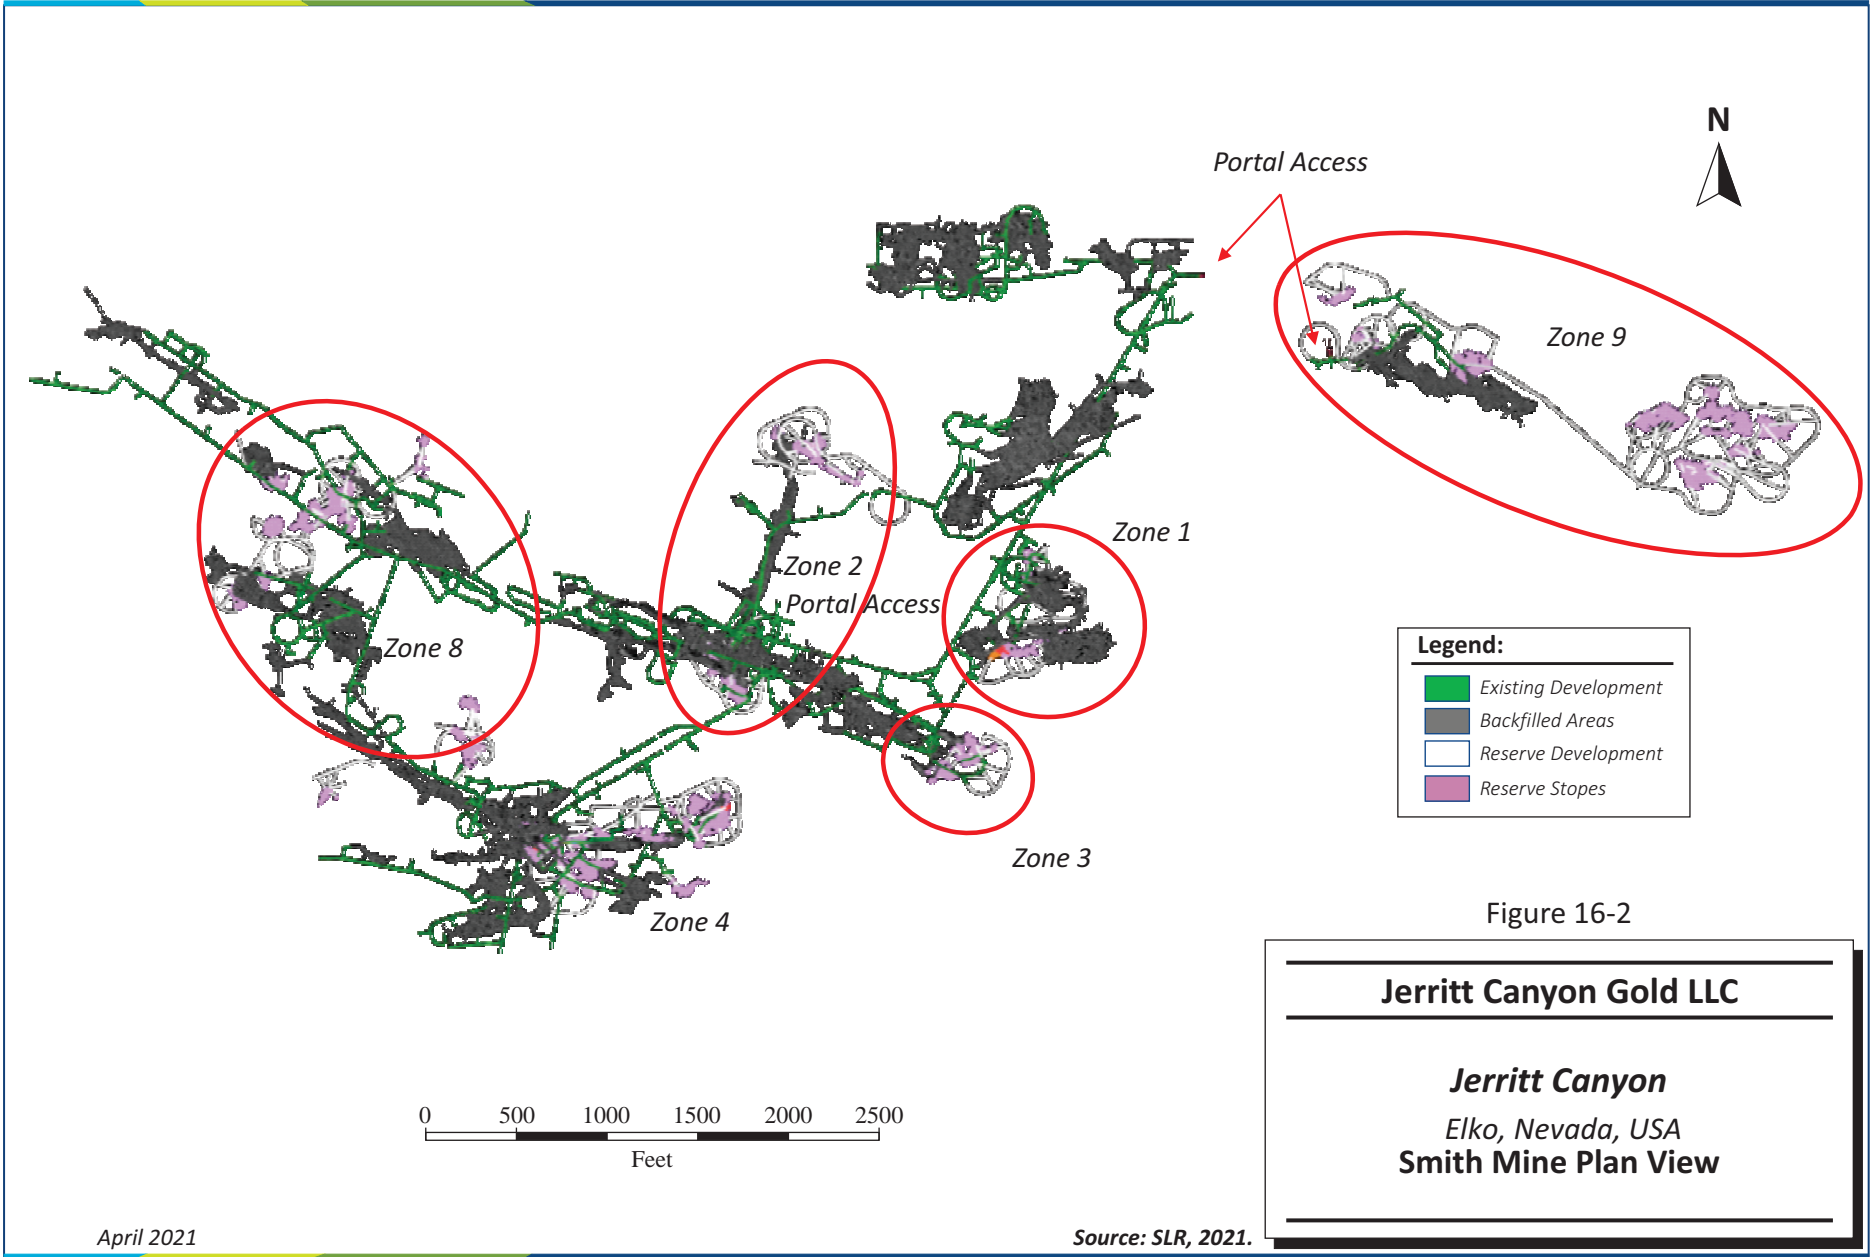 N
Portal Access
Zone 9
Zone 1
Zone 2
Portal Access
Zone 8
Legend:
Existing Development
Backfilled Areas
Reserve Development
Reserve Stopes
Zone 3
Zone 4
Figure 16-2
Jerritt Canyon Gold LLC
Jerritt Canyon
Elko, Nevada, USA
Smith Mine Plan View
0 500 1000 1500 2000 2500
Feet
April 2021
Source: SLR, 2021.